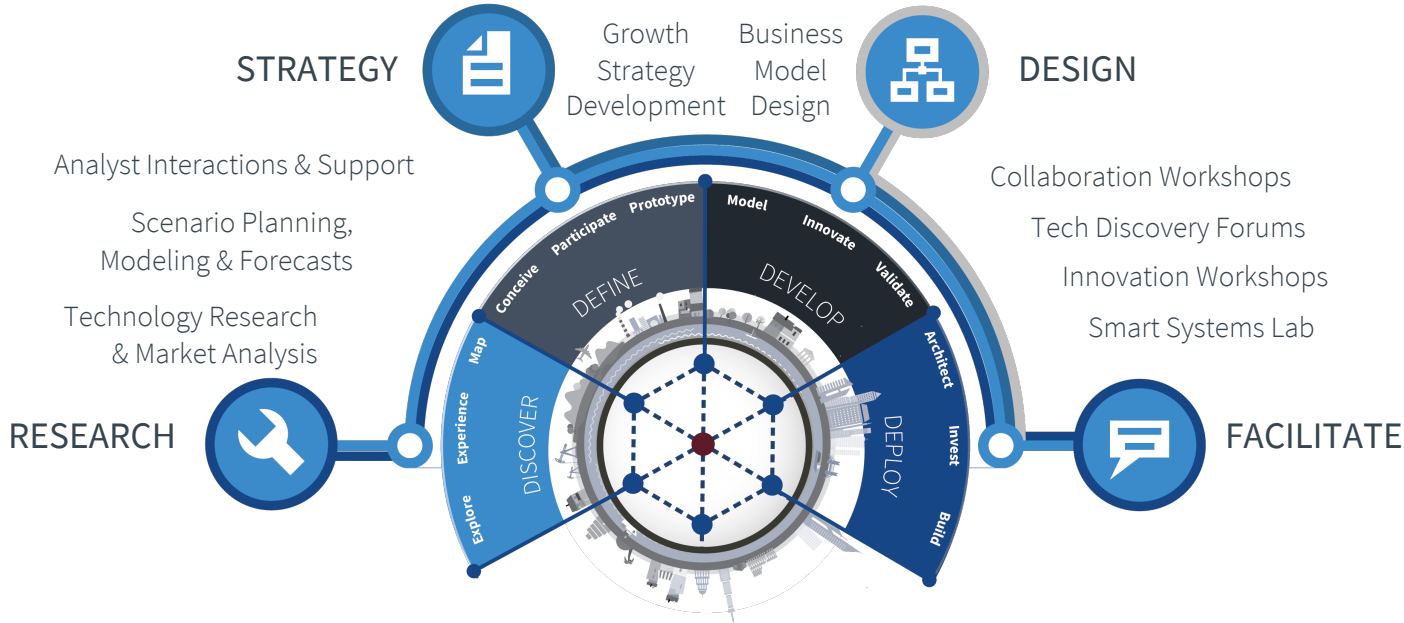 STRATEGY
Growth
Strategy
Development
Business
Model
Design
DESIGN
Analyst Interactions & Support
Scenario Planning,
Modeling & Forecasts
Technology Research
& Market Analysis
RESEARCH
Collaboration Workshops
Tech Discovery Forums
Innovation Workshops
Smart Systems Lab
FACILITATE
Explore
Experience
Map
DISCOVER
Conceive
Participate
Prototype
DEFINE
Model
Innovate
Validate
DEVELOP
Architect
Invest
Build
DEPLOY